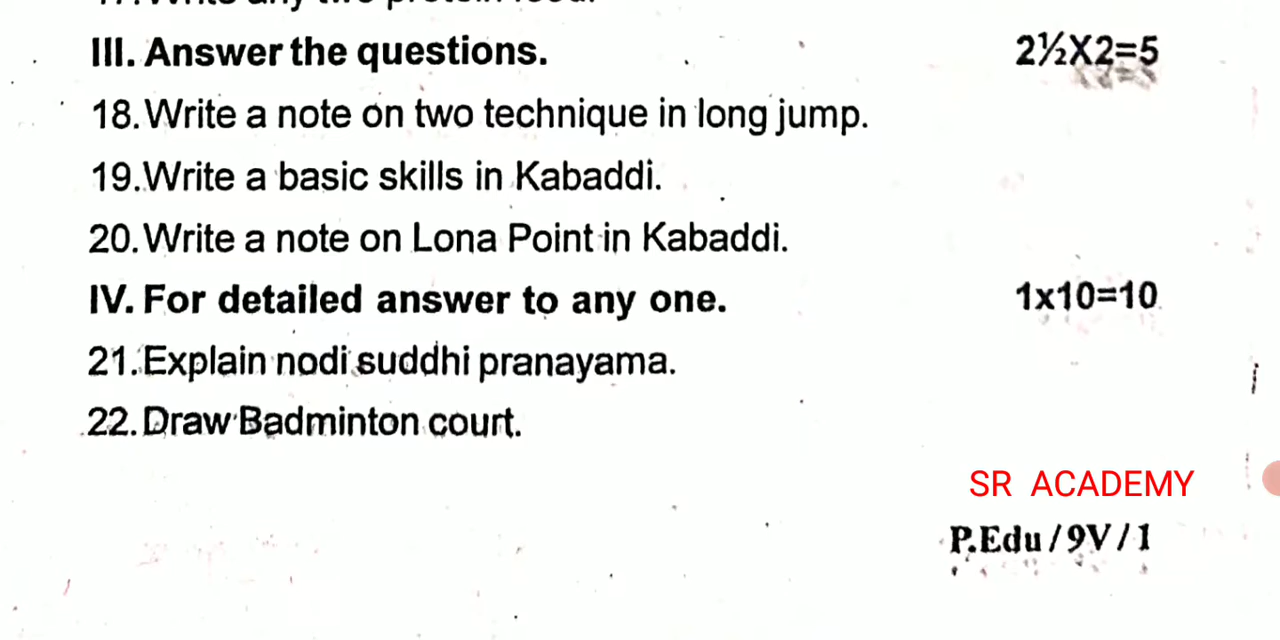 III. Answer the questions. 2½X2=5
18. Write a note on two technique in long jump.
19. Write a basic skills in Kabaddi.
20. Write a note on Lona Point in Kabaddi.
IV. For detailed answer to any one. 1x10=10
21. Explain nodi suddhi pranayama.
22. Draw Badminton court.
SR ACADEMY
P.Edu/9V/1